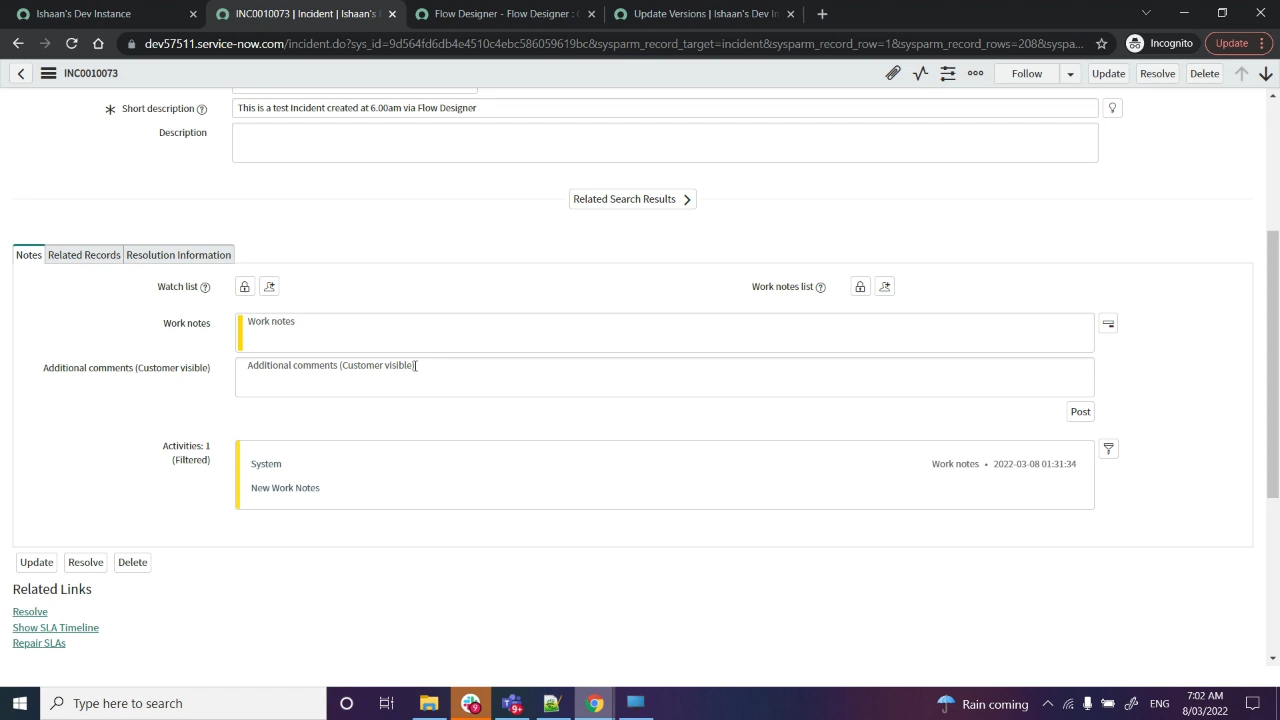 Ishaan's Dev Instance
INC0010073 | Incident | Ishaan's I
Flow Designer - Flow Designer : (
Update Versions | Ishaan's Dev In
dev57511.service-now.com/incident.do?sys_id=9d564fd6db4e4510c4ebc586059619bc&sysparm_record_target=incident&sysparm_record_row=1&sysparm_record_rows=208&syspa...
Incognito
Update
INC0010073
Follow
Update
Resolve
Delete
Short description
This is a test Incident created at 6.00am via Flow Designer
Description
Related Search Results
Notes
Related Records
Resolution Information
Watch list
Work notes list
Work notes
Work notes
Additional comments (Customer visible)
Additional comments (Customer visible)
Post
Activities: 1
(Filtered)
System
Work notes • 2022-03-08 01:31:34
New Work Notes
Update
Resolve
Delete
Related Links
Resolve
Show SLA Timeline
Repair SLAs
Type here to search
9
9+
Rain coming
ENG
7:02 AM
8/03/2022